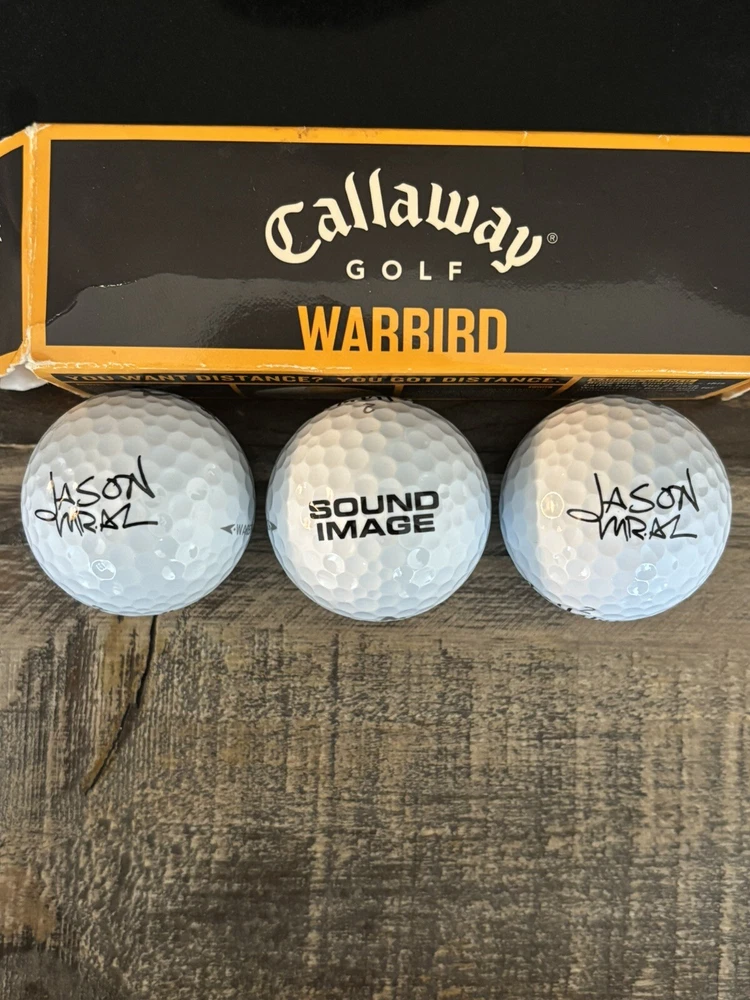 Callaway®
GOLF
WARBIRD
YOU WANT DISTANCE? YOU GOT DISTANCE.
JASON
MRAZ
SOUND
IMAGE
JASON
MRAZ